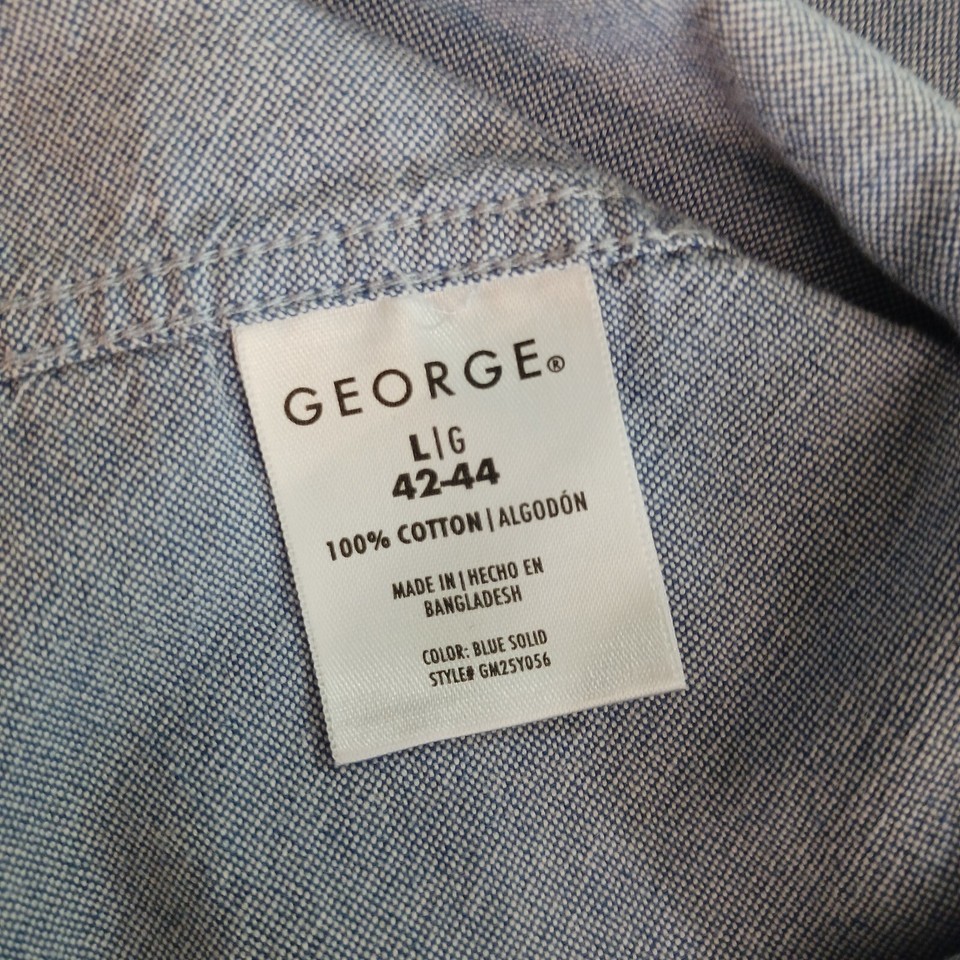 GEORGE®
L|G
42-44
100% COTTON|ALGODÓN
MADE IN|HECHO EN
BANGLADESH
COLOR: BLUE SOLID
STYLE# GM25Y056